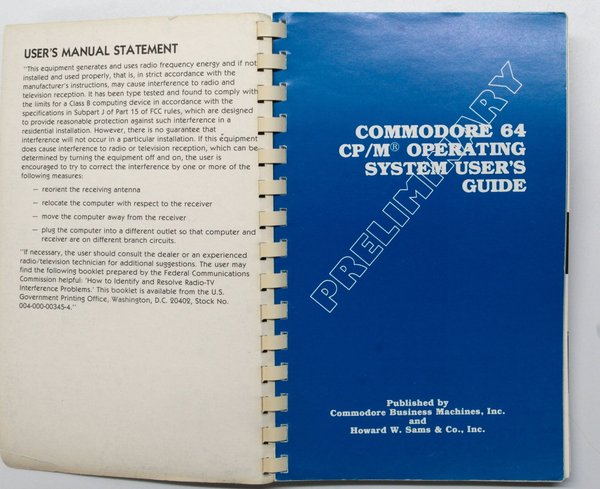 USER'S MANUAL STATEMENT
"This equipment generates and uses radio frequency energy and if not
installed and used properly, that is, in strict accordance with the
manufacturer's instructions, may cause interference to radio and
television reception. It has been type tested and found to comply with
the limits for a Class B computing device in accordance with the
specifications in Subpart J of Part 15 of FCC rules, which are designed
to provide reasonable protection against such interference in a
residential installation. However, there is no guarantee that
interference will not occur in a particular installation. If this equipment
does cause interference to radio or television reception, which can be
determined by turning the equipment off and on, the user is
encouraged to try to correct the interference by one or more of the
following measures:
— reorient the receiving antenna
— relocate the computer with respect to the receiver
— move the computer away from the receiver
— plug the computer into a different outlet so that computer and
receiver are on different branch circuits.
"If necessary, the user should consult the dealer or an experienced
radio/television technician for additional suggestions. The user may
find the following booklet prepared by the Federal Communications
Commission helpful: 'How to Identify and Resolve Radio-TV
Interference Problems.' This booklet is available from the U.S.
Government Printing Office, Washington, D.C. 20402, Stock No.
004-000-00345-4."
COMMODORE 64
CP/M® OPERATING
SYSTEM USER'S
GUIDE
PRELIMINARY
Published by
Commodore Business Machines, Inc.
and
Howard W. Sams & Co., Inc.